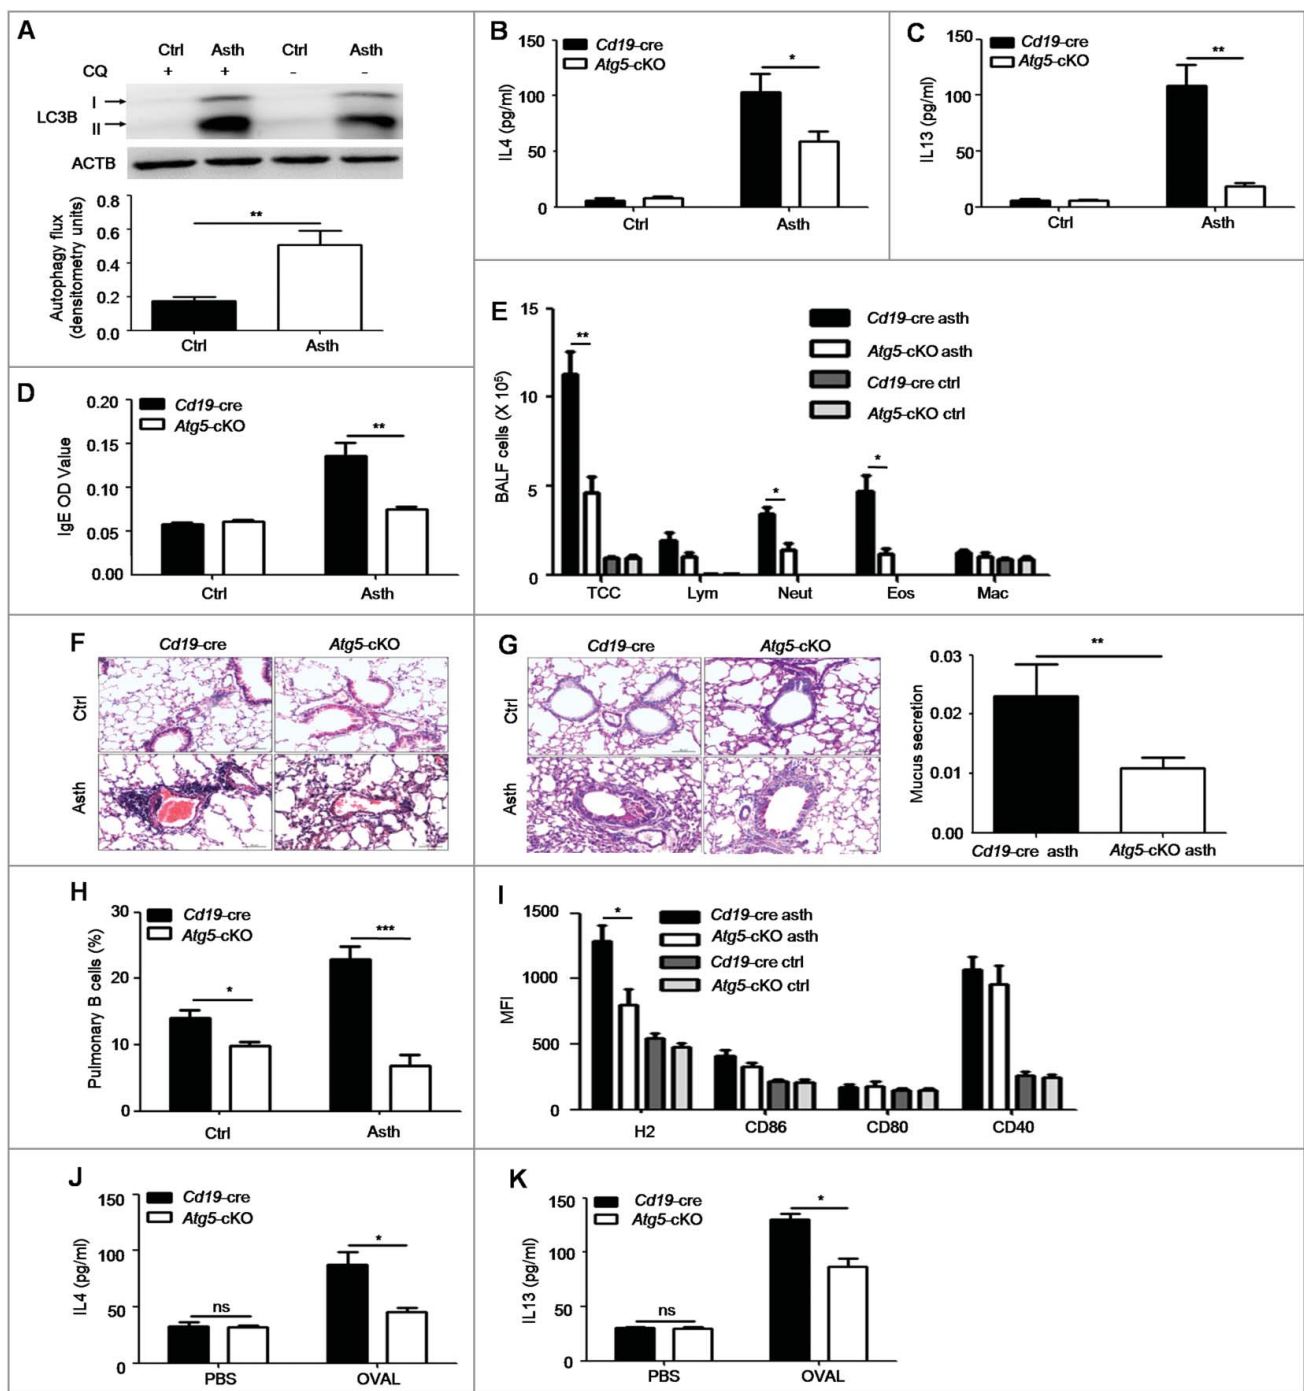 A
Ctrl Asth Ctrl Asth
CQ + + - -
I
LC3B
II
ACTB
0.8
0.6
0.4
0.2
0.0
Autophagy flux
(densitometry units)
**
Ctrl Asth
B
Cd19-cre
Atg5-cKO
IL4 (pg/ml)
150
100
50
0
*
Ctrl Asth
C
Cd19-cre
Atg5-cKO
IL13 (pg/ml)
150
100
50
0
**
Ctrl Asth
D
Cd19-cre
Atg5-cKO
IgE OD Value
0.20
0.15
0.10
0.05
0.00
**
Ctrl Asth
E
Cd19-cre asth
Atg5-cKO asth
Cd19-cre ctrl
Atg5-cKO ctrl
BALF cells (X 10⁵)
15
10
5
0
**
*
*
TCC Lym Neut Eos Mac
F
Cd19-cre Atg5-cKO
Ctrl
Asth
G
Cd19-cre Atg5-cKO
Ctrl
Asth
Mucus secretion
0.03
0.02
0.01
0.00
**
Cd19-cre asth Atg5-cKO asth
H
Cd19-cre
Atg5-cKO
Pulmonary B cells (%)
30
20
10
0
*
***
Ctrl Asth
I
Cd19-cre asth
Atg5-cKO asth
Cd19-cre ctrl
Atg5-cKO ctrl
MFI
1500
1000
500
0
*
H2 CD86 CD80 CD40
J
Cd19-cre
Atg5-cKO
IL4 (pg/ml)
150
100
50
0
ns
*
PBS OVAL
K
Cd19-cre
Atg5-cKO
IL13 (pg/ml)
150
100
50
0
ns
*
PBS OVAL